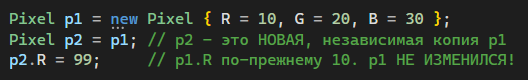 Pixel p1 = new Pixel { R = 10, G = 20, B = 30 };
Pixel p2 = p1; // p2 — это НОВАЯ, независимая копия p1
p2.R = 99;     // p1.R по-прежнему 10. p1 НЕ ИЗМЕНИЛСЯ!